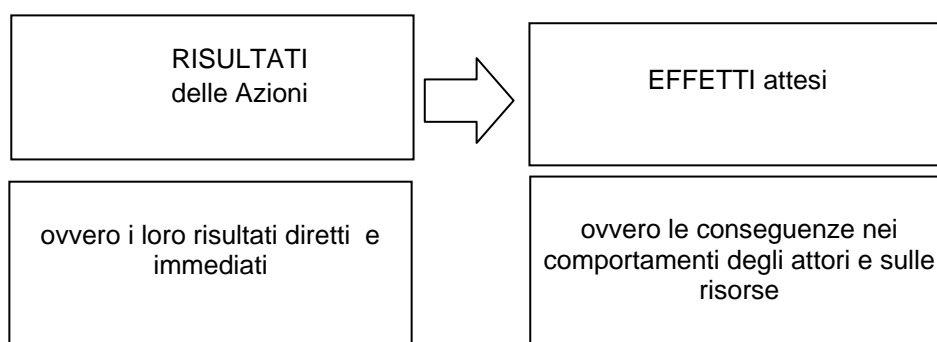 RISULTATI
delle Azioni
EFFETTI attesi
ovvero i loro risultati diretti e
immediati
ovvero le conseguenze nei
comportamenti degli attori e sulle
risorse